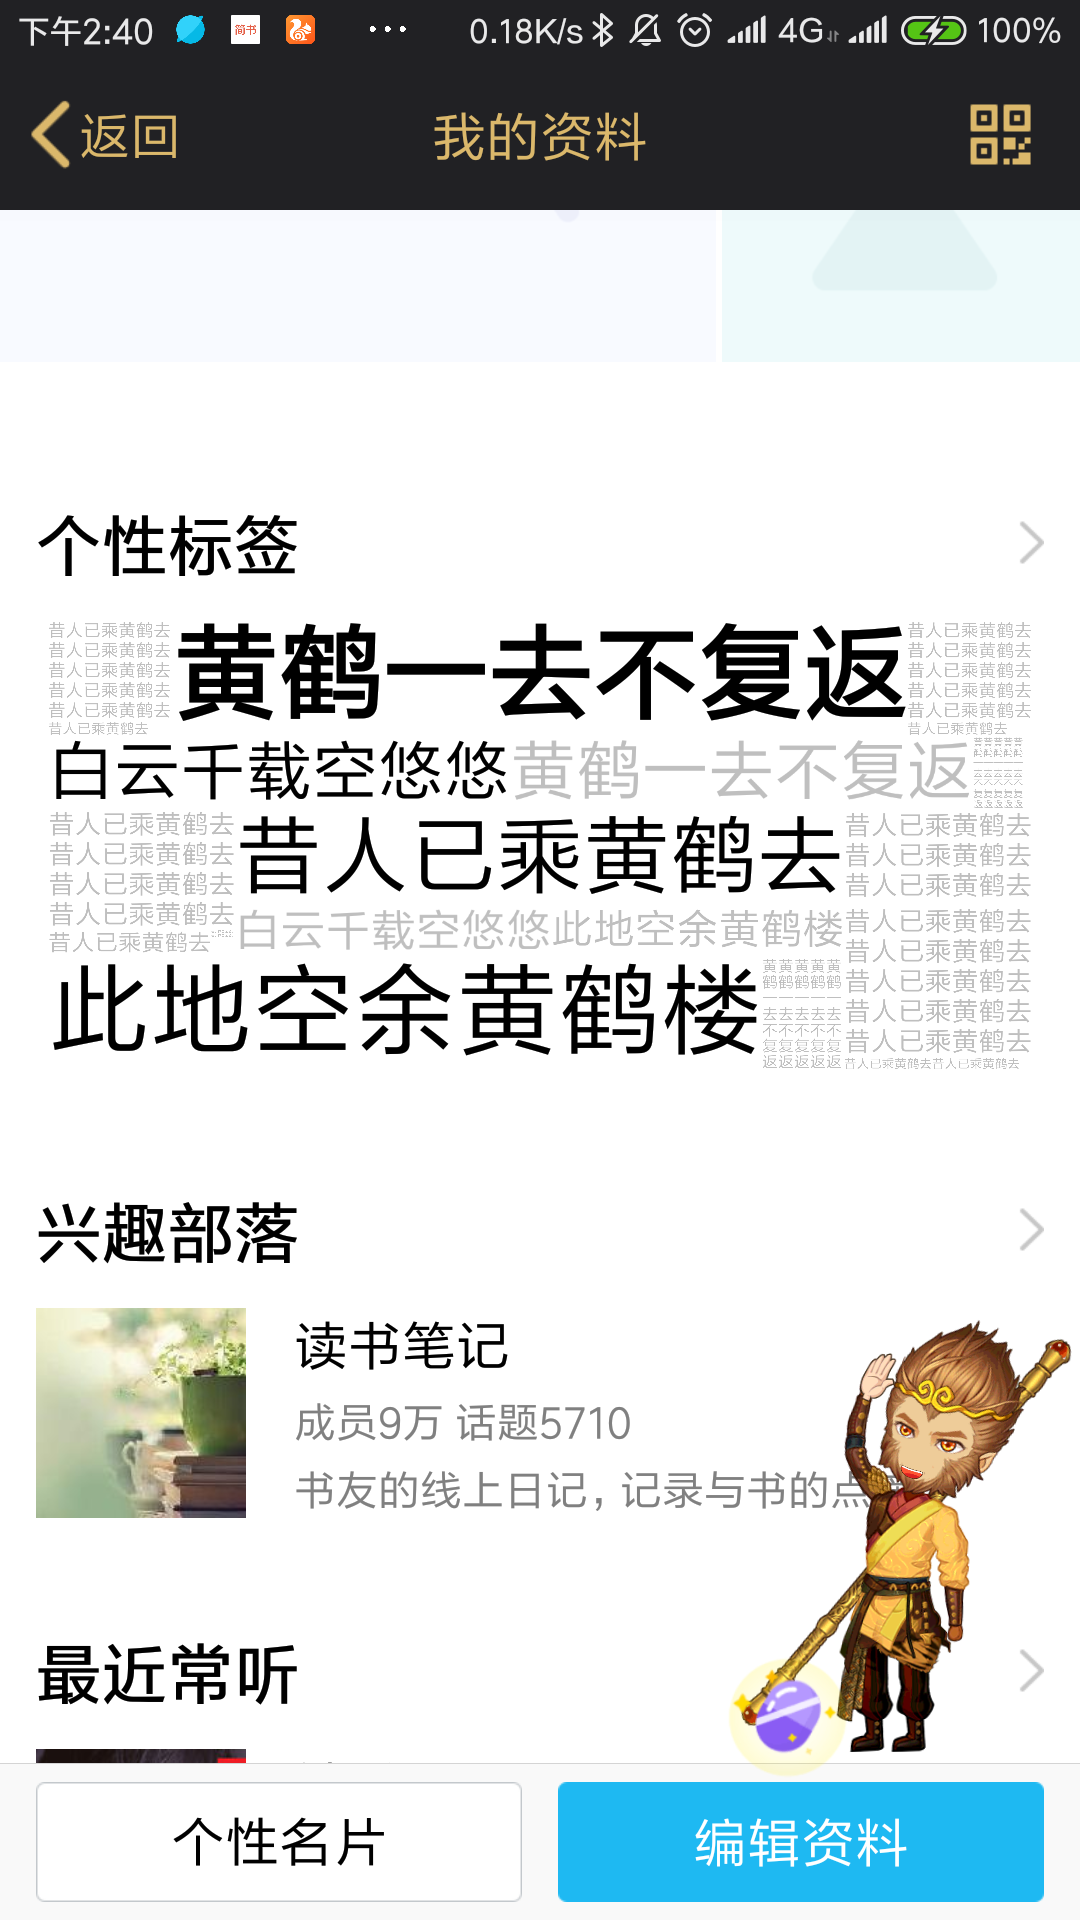 下午2:40 简书 ... 0.18K/s 4G 100%
返回 我的资料
个性标签
昔人已乘黄鹤去 黄鹤一去不复返 昔人已乘黄鹤去
昔人已乘黄鹤去 昔人已乘黄鹤去
昔人已乘黄鹤去 昔人已乘黄鹤去
昔人已乘黄鹤去 昔人已乘黄鹤去
昔人已乘黄鹤去 昔人已乘黄鹤去
昔人已乘黄鹤去 昔人已乘黄鹤去
白云千载空悠悠 黄鹤一去不复返
昔人已乘黄鹤去 昔人已乘黄鹤去 昔人已乘黄鹤去
昔人已乘黄鹤去 昔人已乘黄鹤去
昔人已乘黄鹤去 昔人已乘黄鹤去
昔人已乘黄鹤去 白云千载空悠悠 此地空余黄鹤楼 昔人已乘黄鹤去
昔人已乘黄鹤去 昔人已乘黄鹤去
此地空余黄鹤楼 黄鹤一去不复返 黄鹤一去不复返 黄鹤一去不复返 黄鹤一去不复返 黄鹤一去不复返 昔人已乘黄鹤去
昔人已乘黄鹤去
昔人已乘黄鹤去
昔人已乘黄鹤去昔人已乘黄鹤去
兴趣部落
读书笔记
成员9万 话题5710
书友的线上日记，记录与书的点
最近常听
个性名片 编辑资料